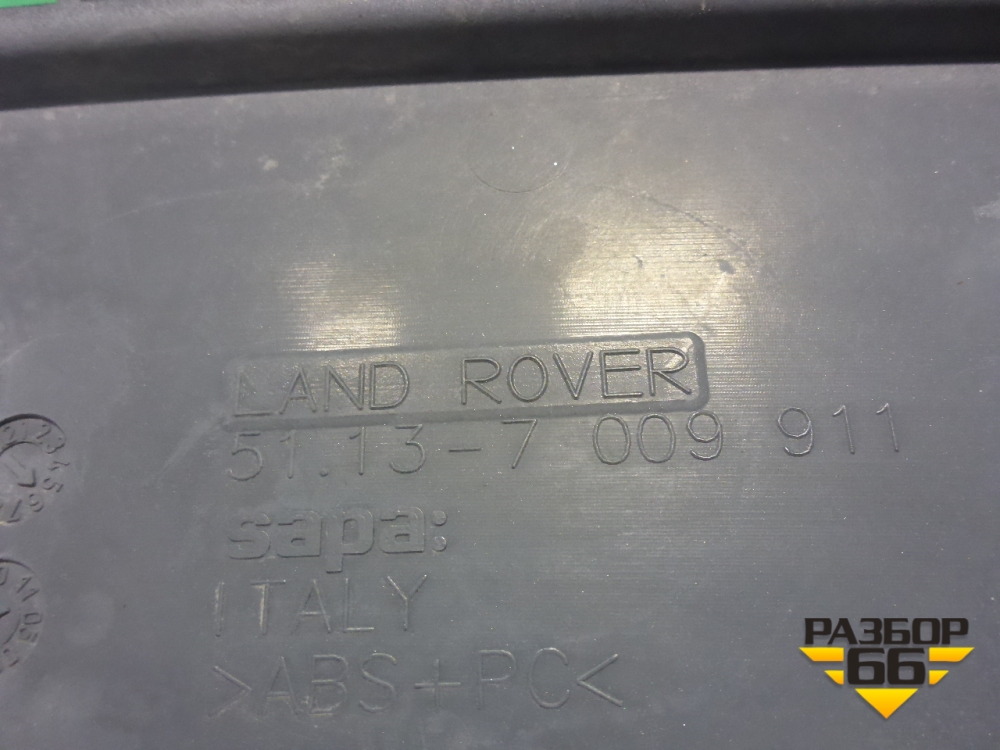 LAND ROVER
51.13-7 009 911
sapa:
ITALY
>ABS+PC<
РАЗБОР
66